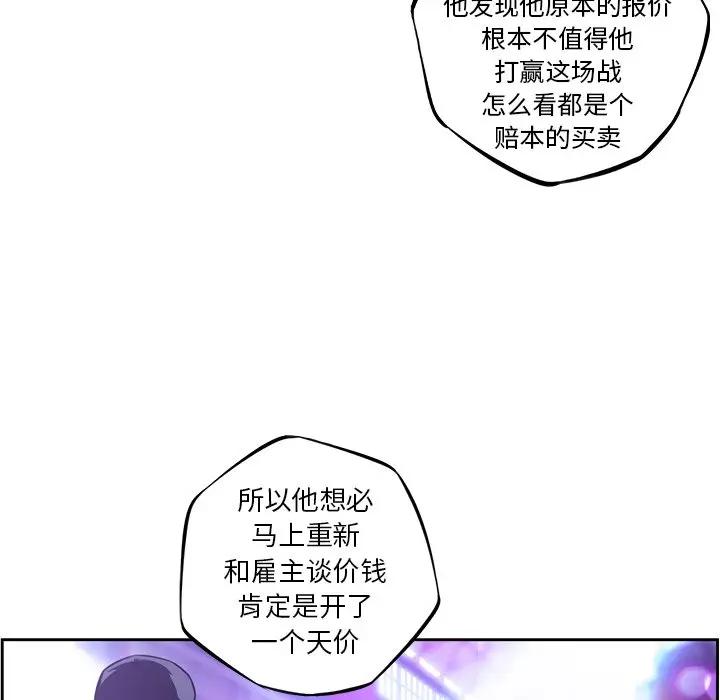 他发现他原本的报价
根本不值得他
打赢这场战
怎么看都是个
赔本的买卖
所以他想必
马上重新
和雇主谈价钱
肯定是开了
一个天价